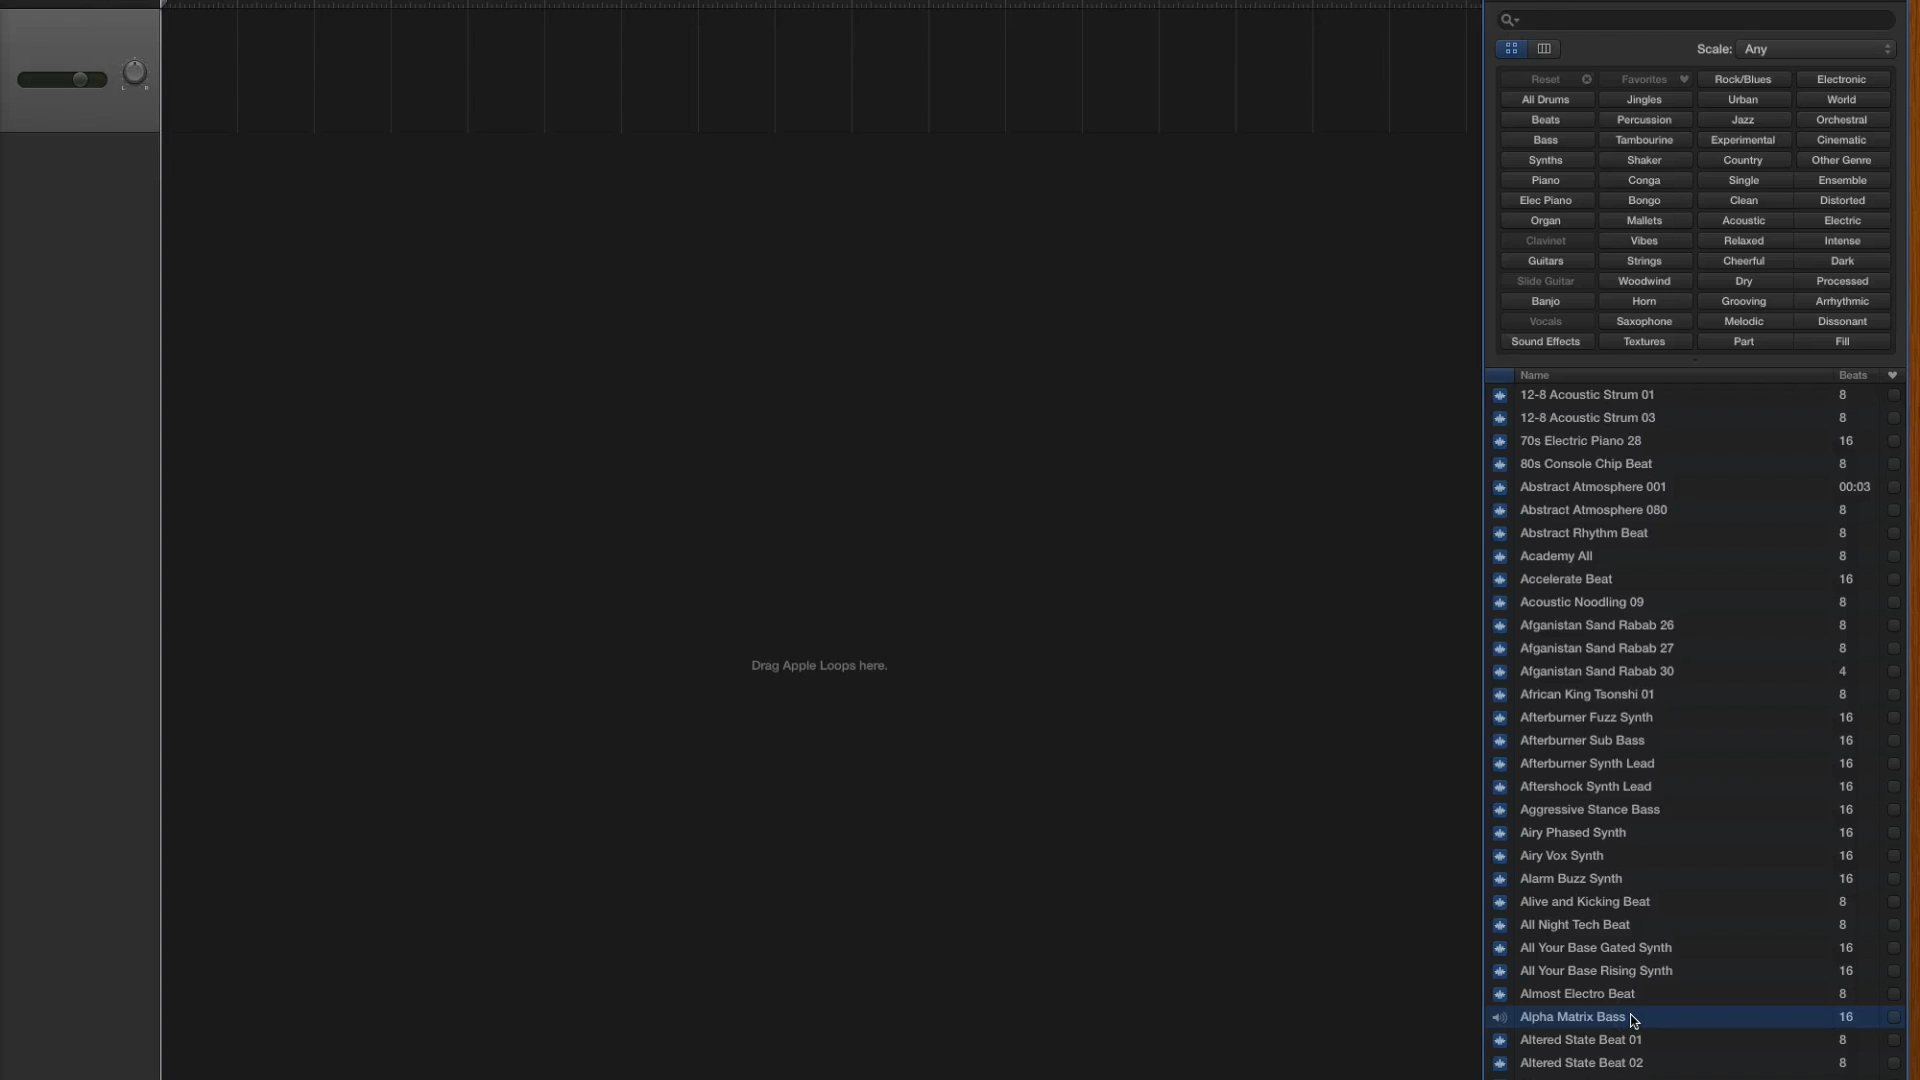 Scale: Any
Reset Favorites Rock/Blues Electronic
All Drums Jingles Urban World
Beats Percussion Jazz Orchestral
Bass Tambourine Experimental Cinematic
Synths Shaker Country Other Genre
Piano Conga Single Ensemble
Elec Piano Bongo Clean Distorted
Organ Mallets Acoustic Electric
Clavinet Vibes Relaxed Intense
Guitars Strings Cheerful Dark
Slide Guitar Woodwind Dry Processed
Banjo Horn Grooving Arrhythmic
Vocals Saxophone Melodic Dissonant
Sound Effects Textures Part Fill
Name Beats
12-8 Acoustic Strum 01 8
12-8 Acoustic Strum 03 8
70s Electric Piano 28 16
80s Console Chip Beat 8
Abstract Atmosphere 001 00:03
Abstract Atmosphere 080 8
Abstract Rhythm Beat 8
Academy All 8
Accelerate Beat 16
Acoustic Noodling 09 8
Afganistan Sand Rabab 26 8
Afganistan Sand Rabab 27 8
Afganistan Sand Rabab 30 4
African King Tsonshi 01 8
Afterburner Fuzz Synth 16
Afterburner Sub Bass 16
Afterburner Synth Lead 16
Aftershock Synth Lead 16
Aggressive Stance Bass 16
Airy Phased Synth 16
Airy Vox Synth 16
Alarm Buzz Synth 16
Alive and Kicking Beat 8
All Night Tech Beat 8
All Your Base Gated Synth 16
All Your Base Rising Synth 16
Almost Electro Beat 8
Alpha Matrix Bass 16
Altered State Beat 01 8
Altered State Beat 02 8
L R
Drag Apple Loops here.